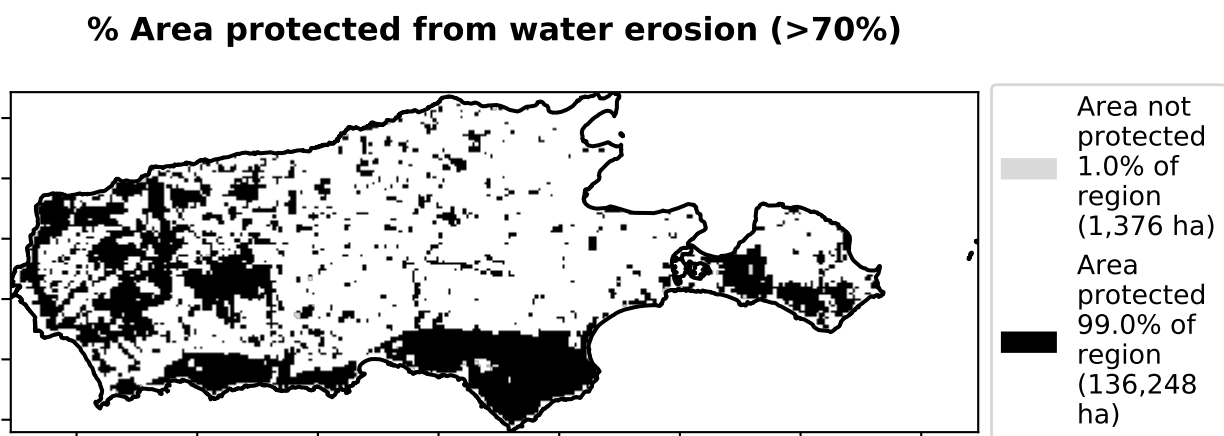 % Area protected from water erosion (>70%)
Area not
protected
1.0% of
region
(1,376 ha)
Area
protected
99.0% of
region
(136,248
ha)